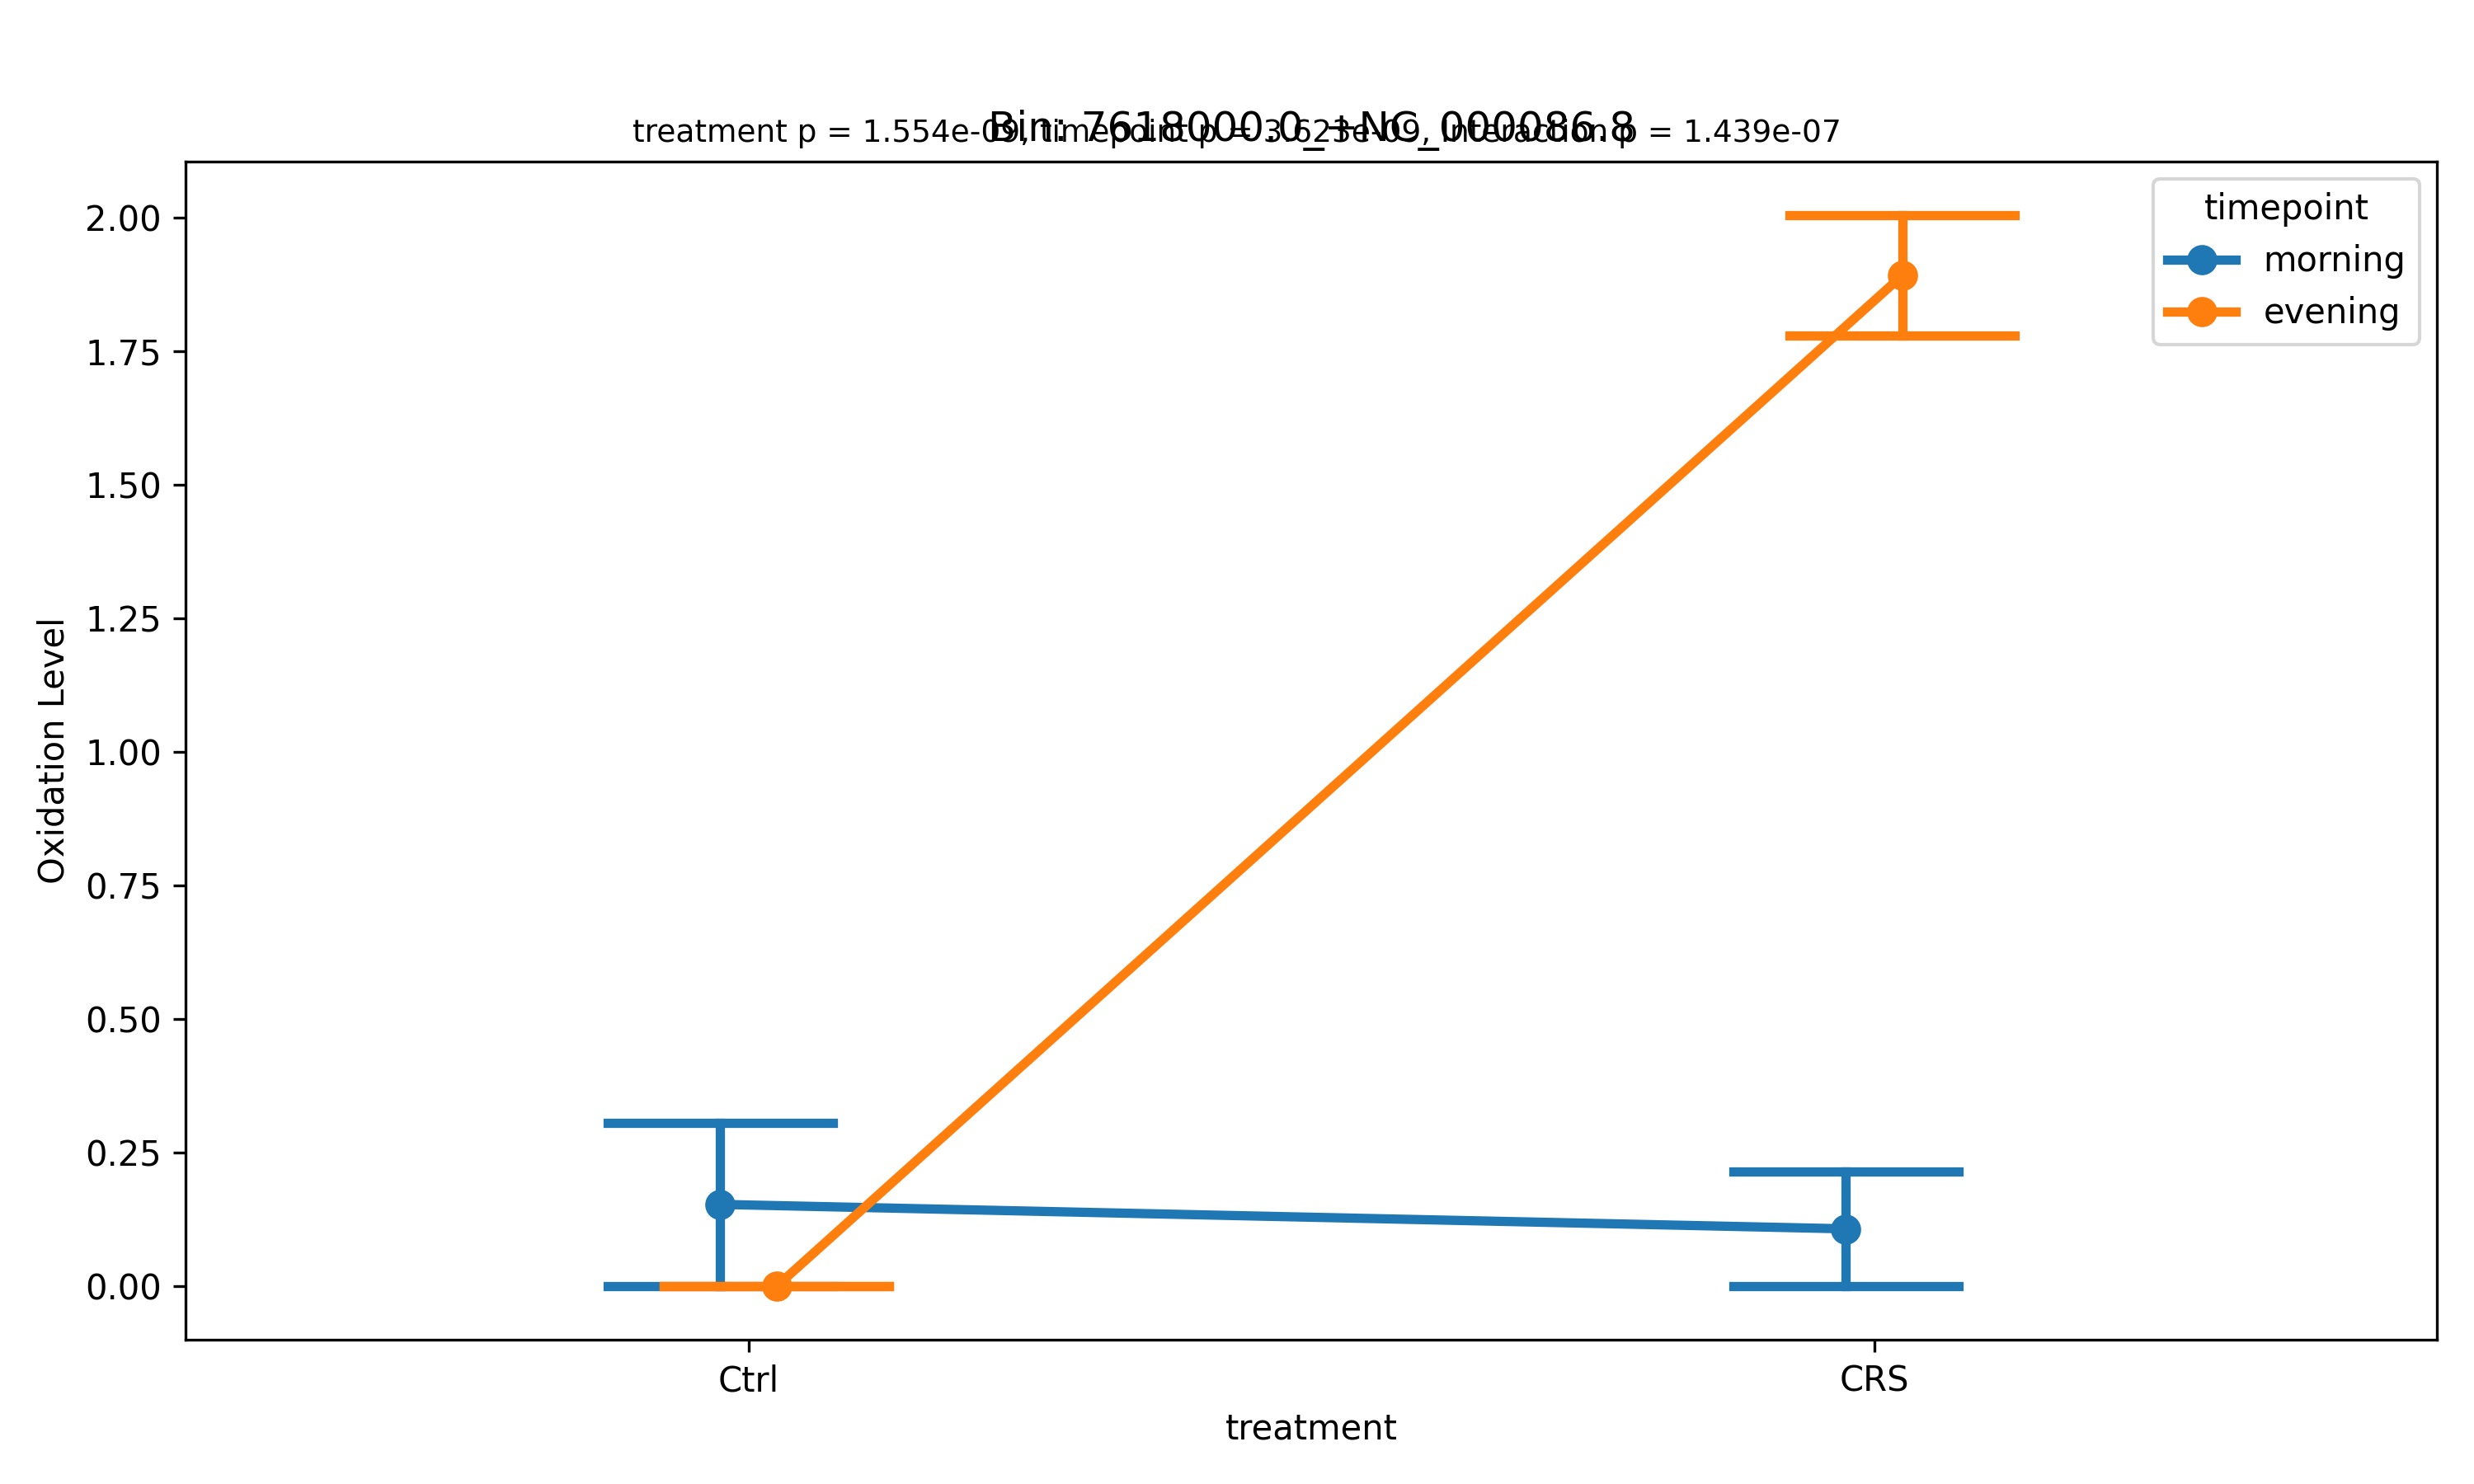 Bin: 7618000.0_+NC_000086.8
treatment p = 1.554e-09, timepoint p = 3.623e-09, Interaction p = 1.439e-07
timepoint
morning
evening
2.00
1.75
1.50
1.25
1.00
0.75
0.50
0.25
0.00
Oxidation Level
Ctrl
CRS
treatment